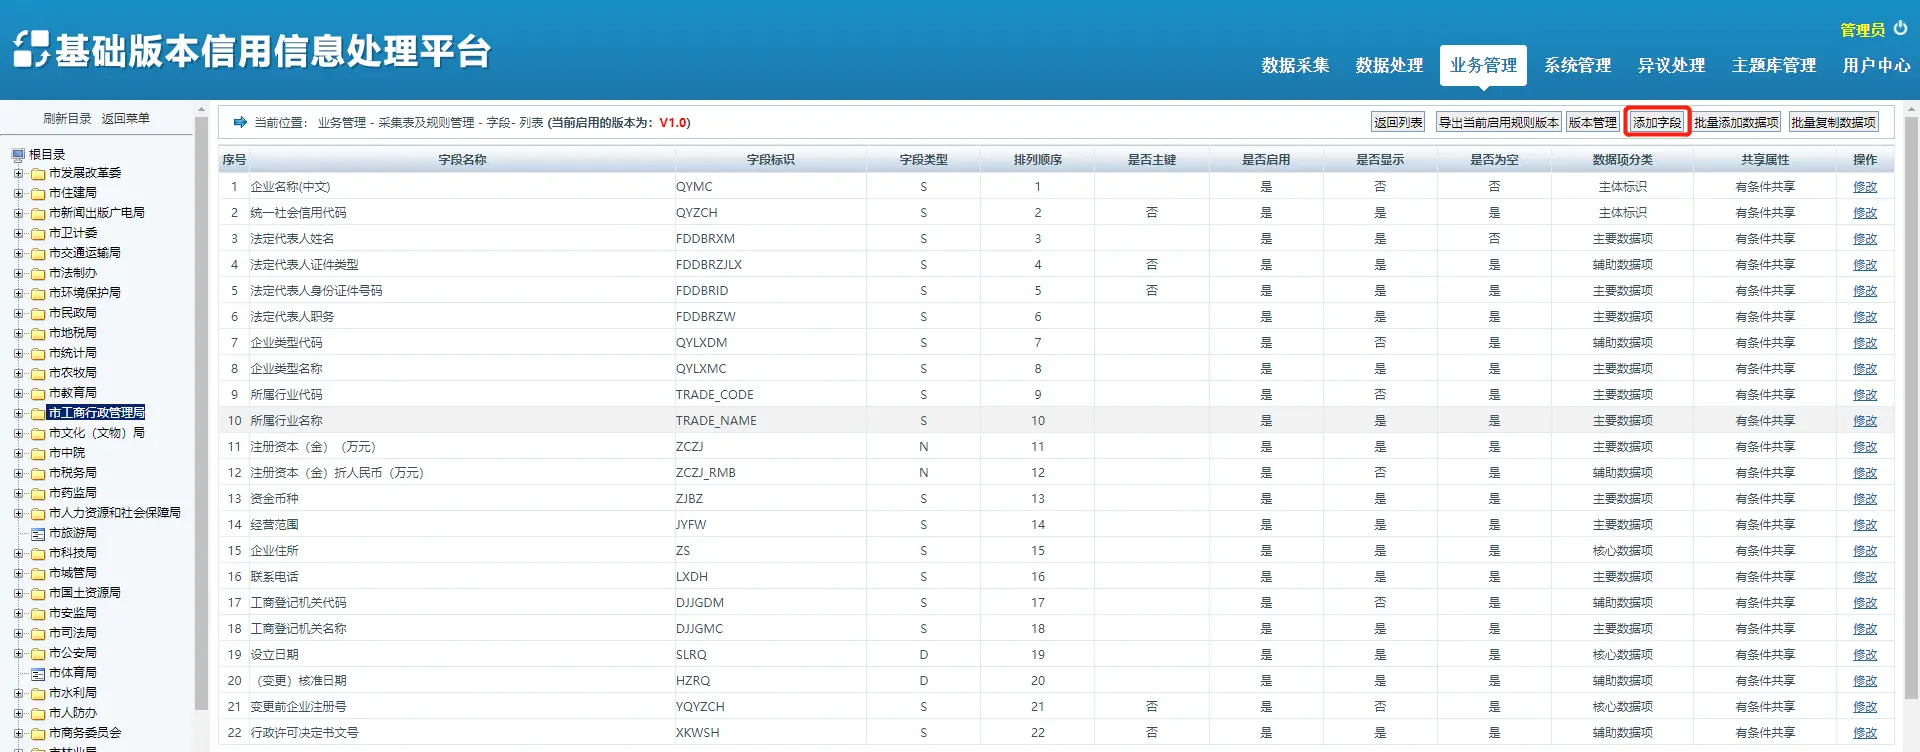 基础版本信用信息处理平台
管理员
数据采集 数据处理 业务管理 系统管理 异议处理 主题库管理 用户中心
刷新目录 返回菜单
根目录
市发展改革委
市住建局
市新闻出版广电局
市卫计委
市交通运输局
市法制办
市环境保护局
市民政局
市地税局
市统计局
市农牧局
市教育局
市工商行政管理局
市文化（文物）局
市中院
市税务局
市药监局
市人力资源和社会保障局
市旅游局
市科技局
市城管局
市国土资源局
市安监局
市司法局
市公安局
市体育局
市水利局
市人防办
市商务委员会
市林业局
当前位置： 业务管理 - 采集表及规则管理 - 字段- 列表 (当前启用的版本为：V1.0)
返回列表 导出当前启用规则版本 版本管理 添加字段 批量添加数据项 批量复制数据项
序号 字段名称 字段标识 字段类型 排列顺序 是否主键 是否启用 是否显示 是否为空 数据项分类 共享属性 操作
1 企业名称(中文) QYMC S 1 是 否 否 主体标识 有条件共享 修改
2 统一社会信用代码 QYZCH S 2 否 是 是 是 主体标识 有条件共享 修改
3 法定代表人姓名 FDDBRXM S 3 是 是 否 主要数据项 有条件共享 修改
4 法定代表人证件类型 FDDBRZJLX S 4 否 是 是 是 辅助数据项 有条件共享 修改
5 法定代表人身份证件号码 FDDBRID S 5 否 是 是 是 主要数据项 有条件共享 修改
6 法定代表人职务 FDDBRZW S 6 是 是 是 主要数据项 有条件共享 修改
7 企业类型代码 QYLXDM S 7 是 否 是 辅助数据项 有条件共享 修改
8 企业类型名称 QYLXMC S 8 是 是 是 主要数据项 有条件共享 修改
9 所属行业代码 TRADE_CODE S 9 是 否 是 主要数据项 有条件共享 修改
10 所属行业名称 TRADE_NAME S 10 是 是 是 主要数据项 有条件共享 修改
11 注册资本（金）（万元） ZCZJ N 11 是 是 是 主要数据项 有条件共享 修改
12 注册资本（金）折人民币（万元） ZCZJ_RMB N 12 是 否 是 辅助数据项 有条件共享 修改
13 资金币种 ZJBZ S 13 是 是 是 主要数据项 有条件共享 修改
14 经营范围 JYFW S 14 是 是 是 主要数据项 有条件共享 修改
15 企业住所 ZS S 15 是 是 是 核心数据项 有条件共享 修改
16 联系电话 LXDH S 16 是 是 是 主要数据项 有条件共享 修改
17 工商登记机关代码 DJJGDM S 17 是 否 是 辅助数据项 有条件共享 修改
18 工商登记机关名称 DJJGMC S 18 是 是 是 主要数据项 有条件共享 修改
19 设立日期 SLRQ D 19 是 是 是 核心数据项 有条件共享 修改
20 （变更）核准日期 HZRQ D 20 是 是 是 辅助数据项 有条件共享 修改
21 变更前企业注册号 YQYZCH S 21 否 是 否 是 核心数据项 有条件共享 修改
22 行政许可决定书文号 XKWSH S 22 否 是 是 是 辅助数据项 有条件共享 修改